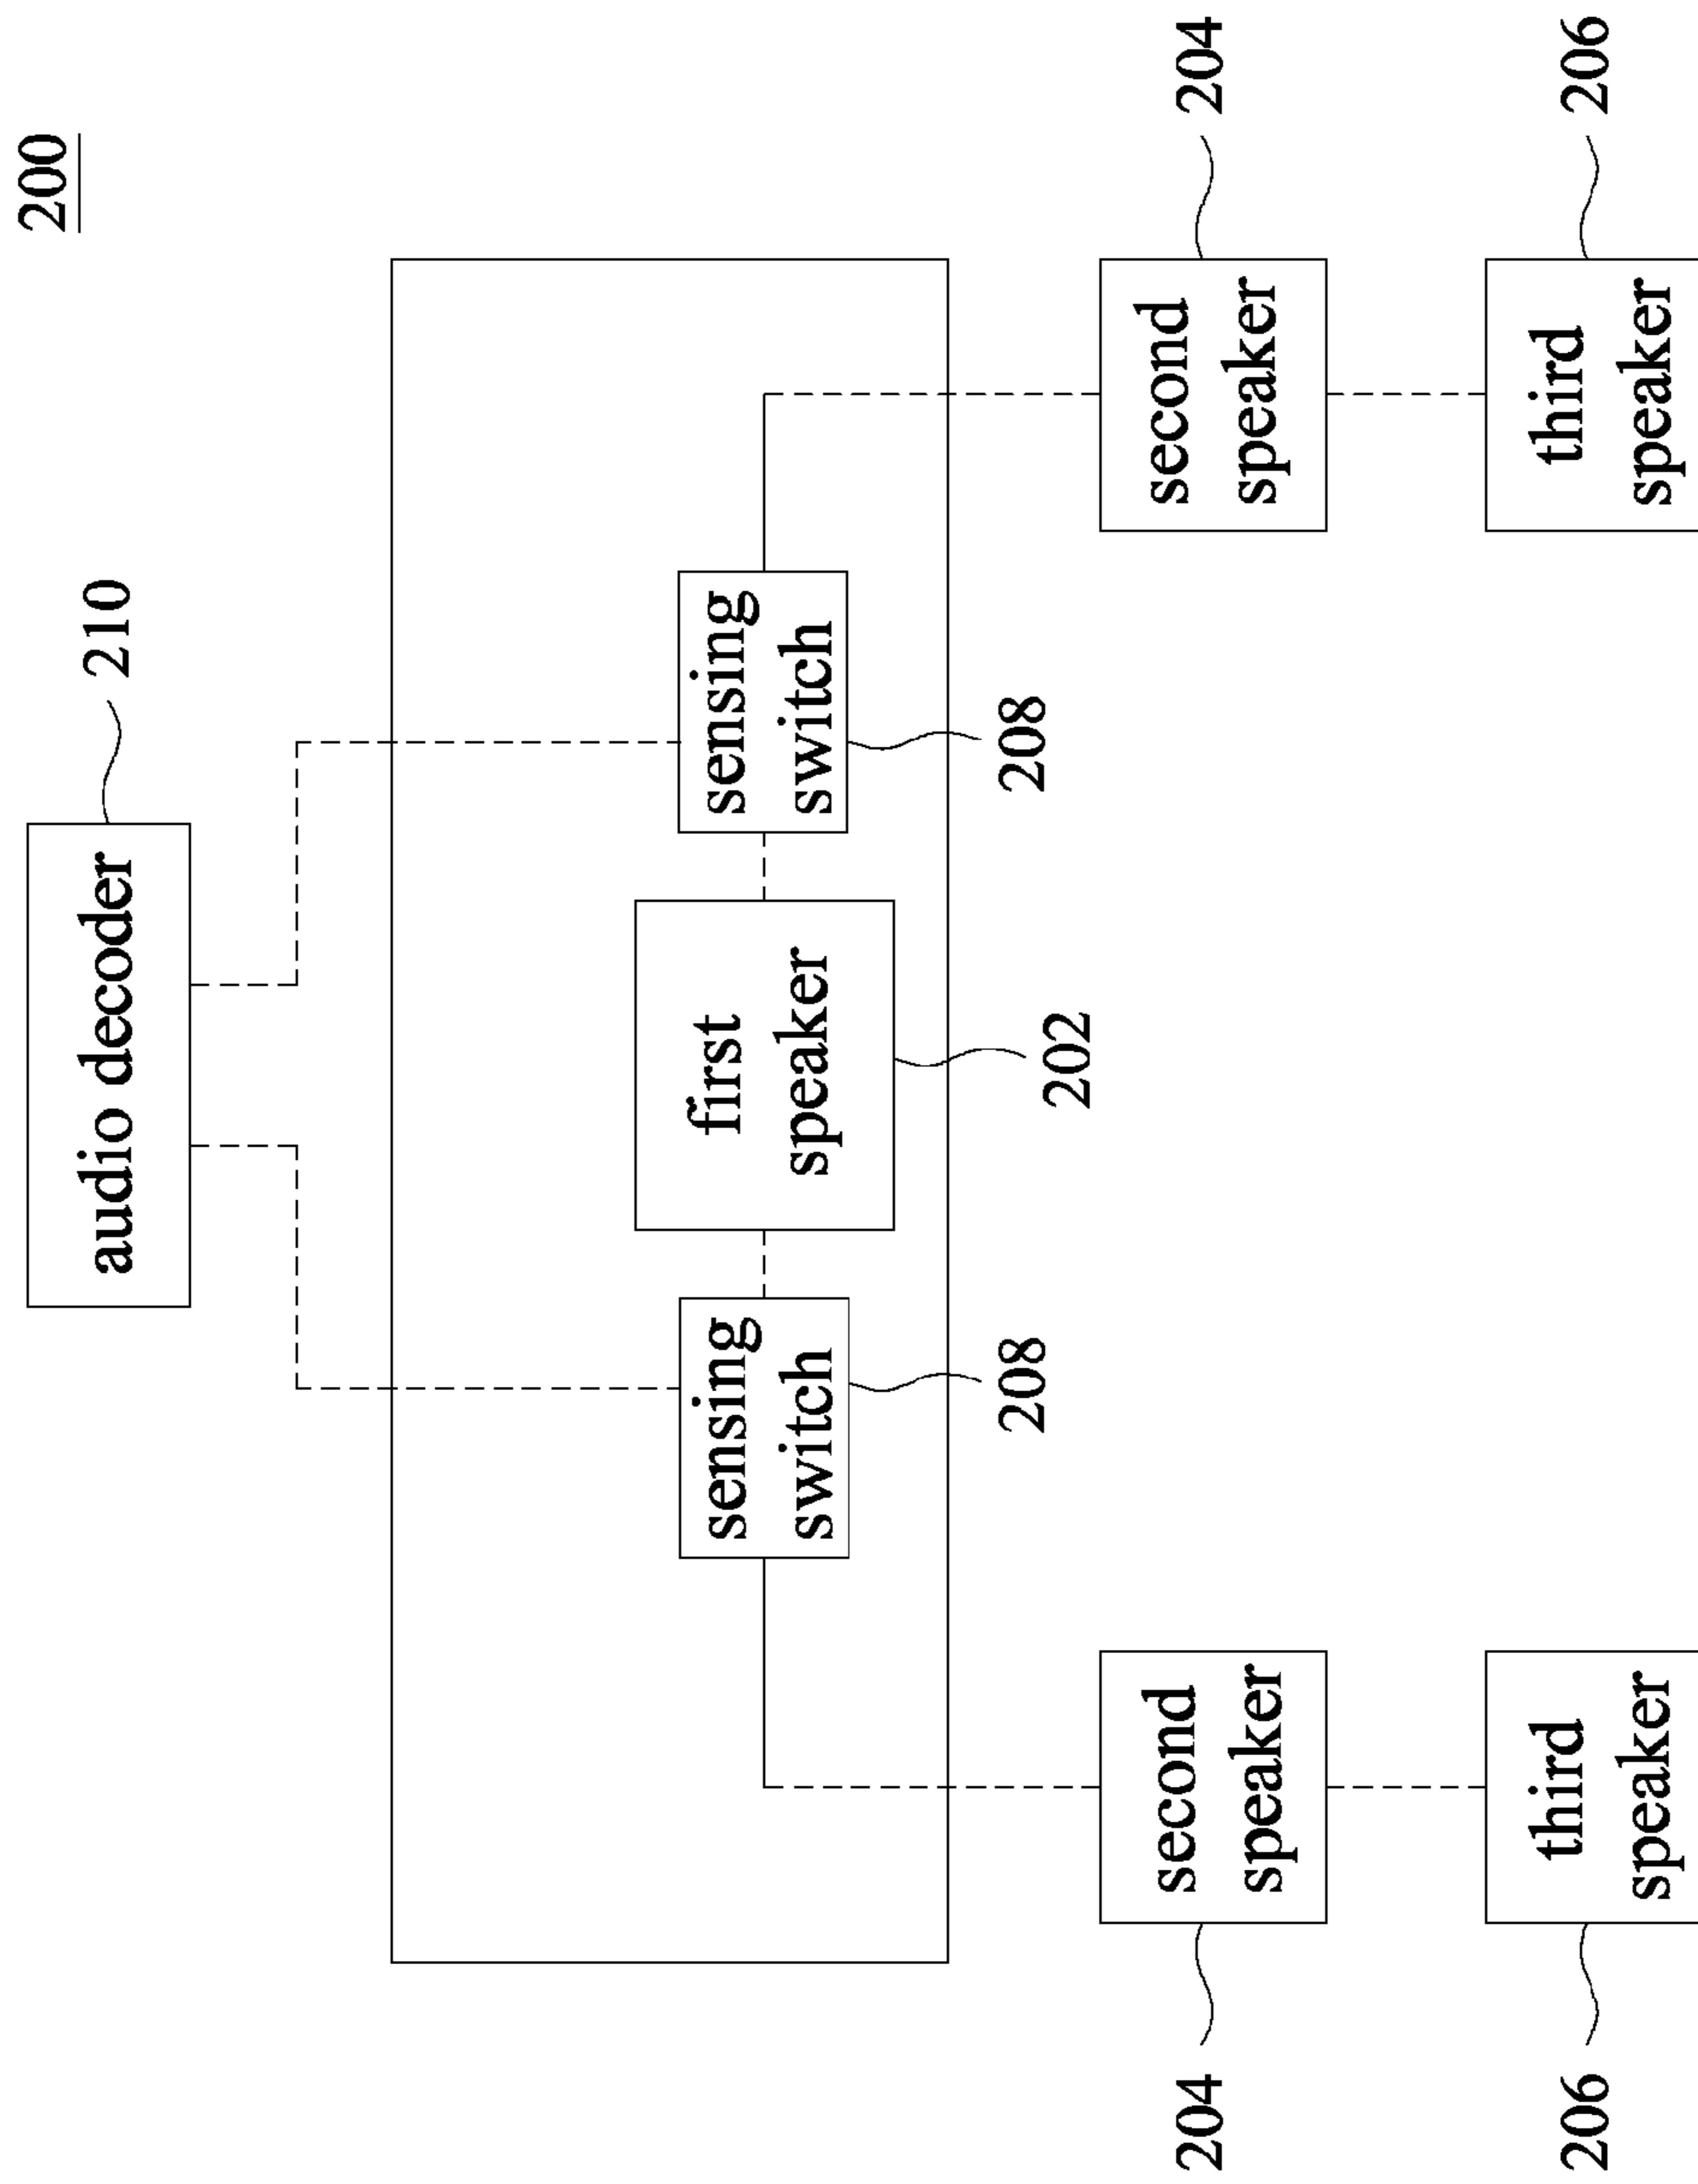 200
audio decoder
210
sensing
switch
208
first
speaker
202
sensing
switch
208
204
second
speaker
second
speaker
204
206
third
speaker
third
speaker
206